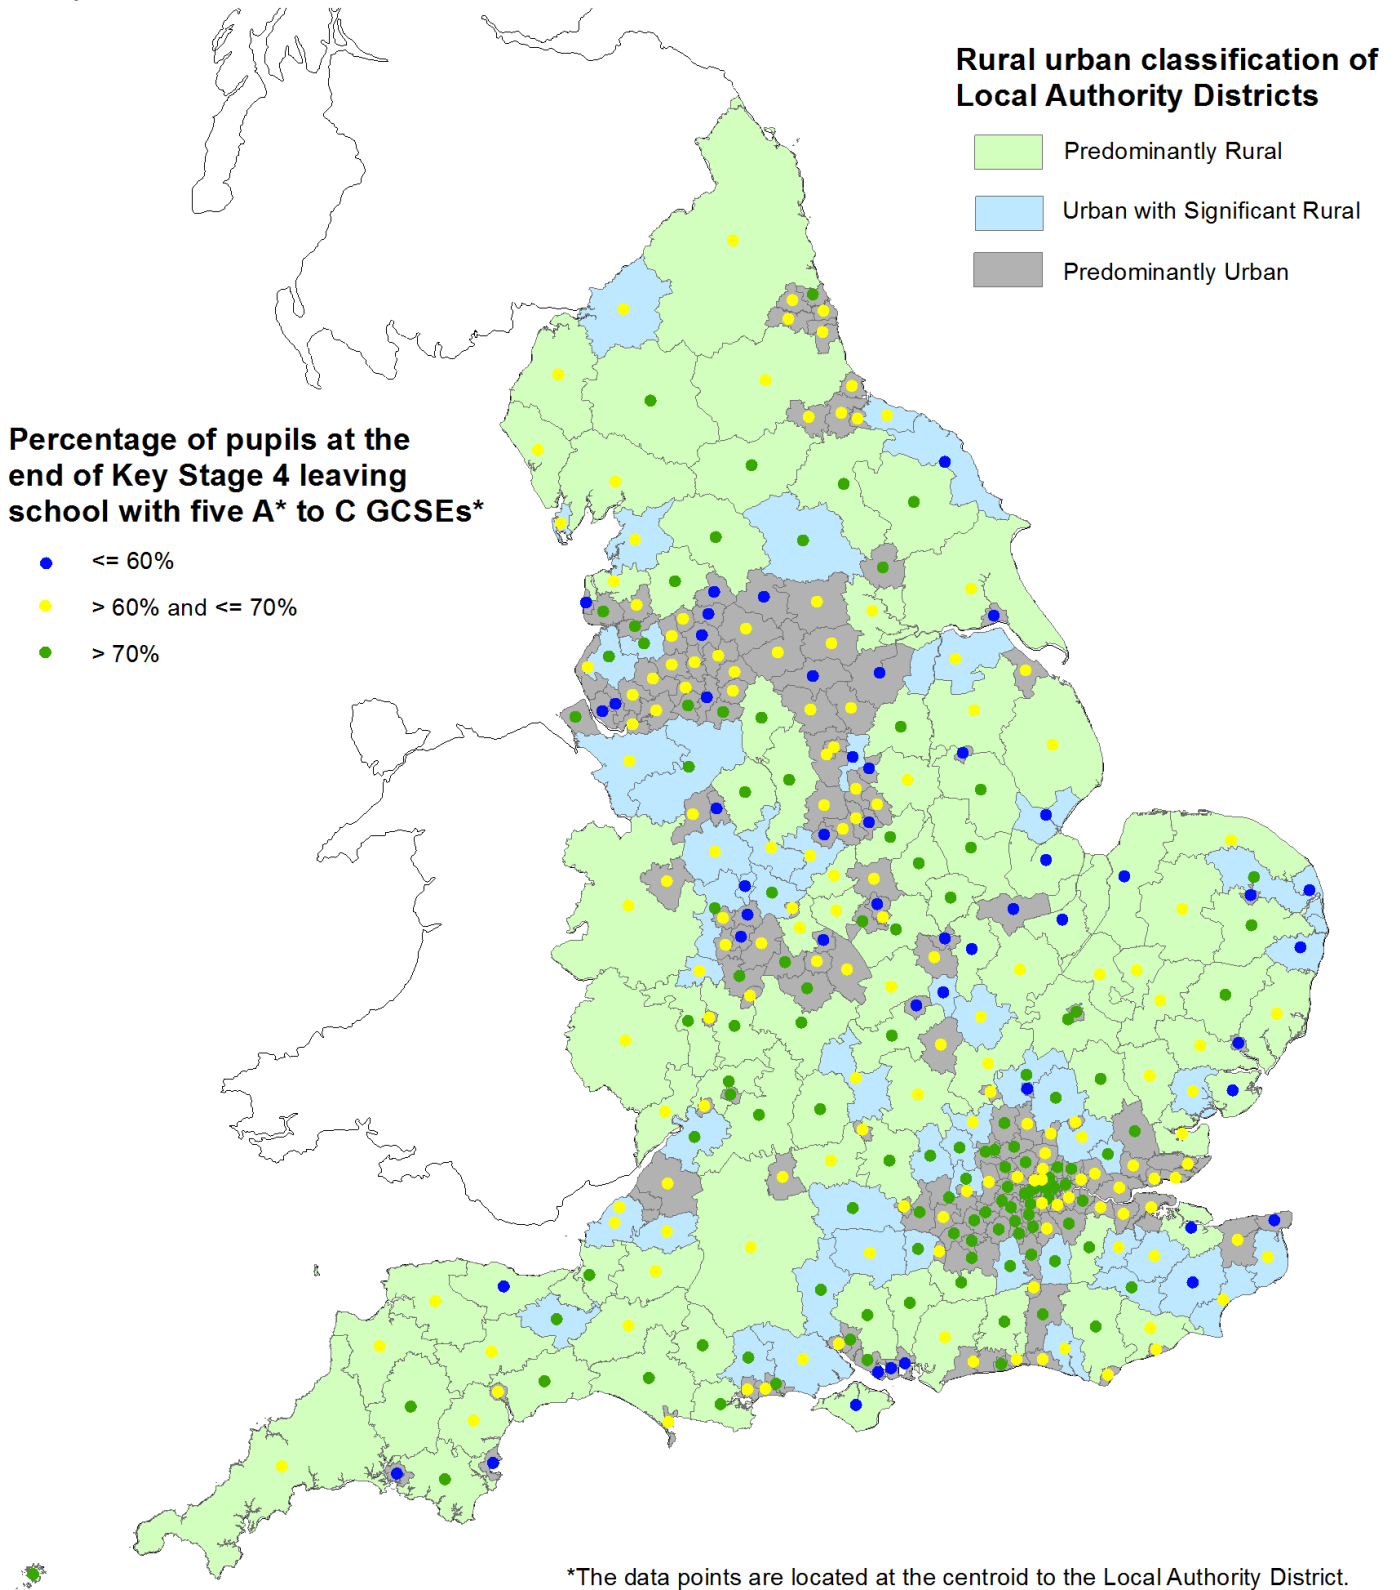 Rural urban classification of
Local Authority Districts
Predominantly Rural
Urban with Significant Rural
Predominantly Urban
Percentage of pupils at the
end of Key Stage 4 leaving
school with five A* to C GCSEs*
<= 60%
> 60% and <= 70%
> 70%
*The data points are located at the centroid to the Local Authority District.